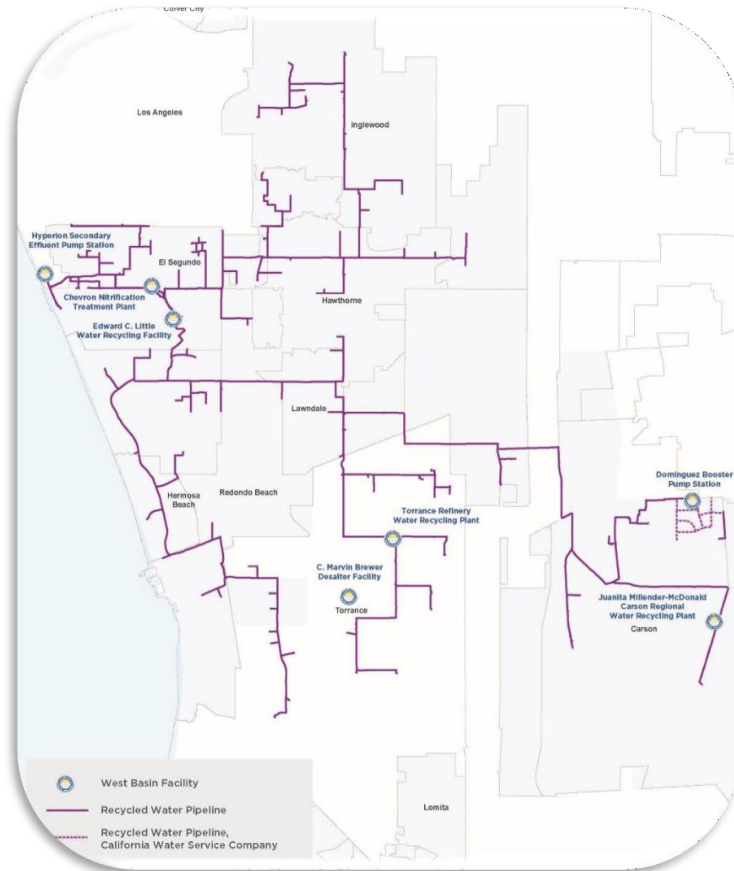 Culver City
Los Angeles
Inglewood
Hyperion Secondary
Effluent Pump Station
El Segundo
Chevron Nitrification
Treatment Plant
Hawthorne
Edward C. Little
Water Recycling Facility
Lawndale
Dominguez Booster
Pump Station
Hermosa
Beach
Redondo Beach
Torrance Refinery
Water Recycling Plant
C. Marvin Brewer
Desalter Facility
Torrance
Juanita Millender-McDonald
Carson Regional
Water Recycling Plant
Carson
West Basin Facility
Recycled Water Pipeline
Recycled Water Pipeline,
California Water Service Company
Lomita